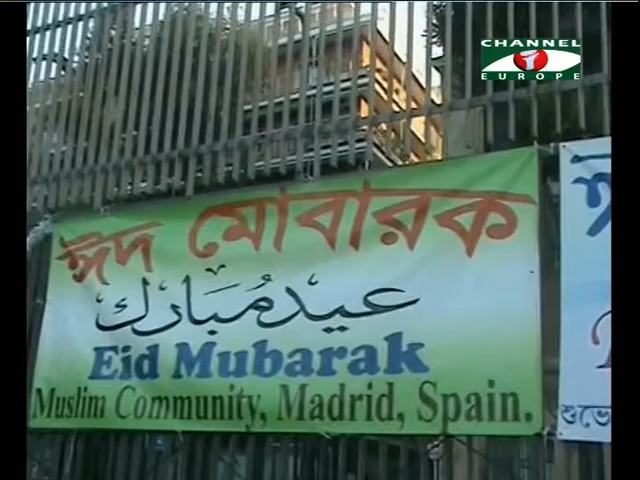 CHANNEL
i
EUROPE
ঈদ মোবারক
عيد مبارك
Eid Mubarak
Muslim Community, Madrid, Spain.